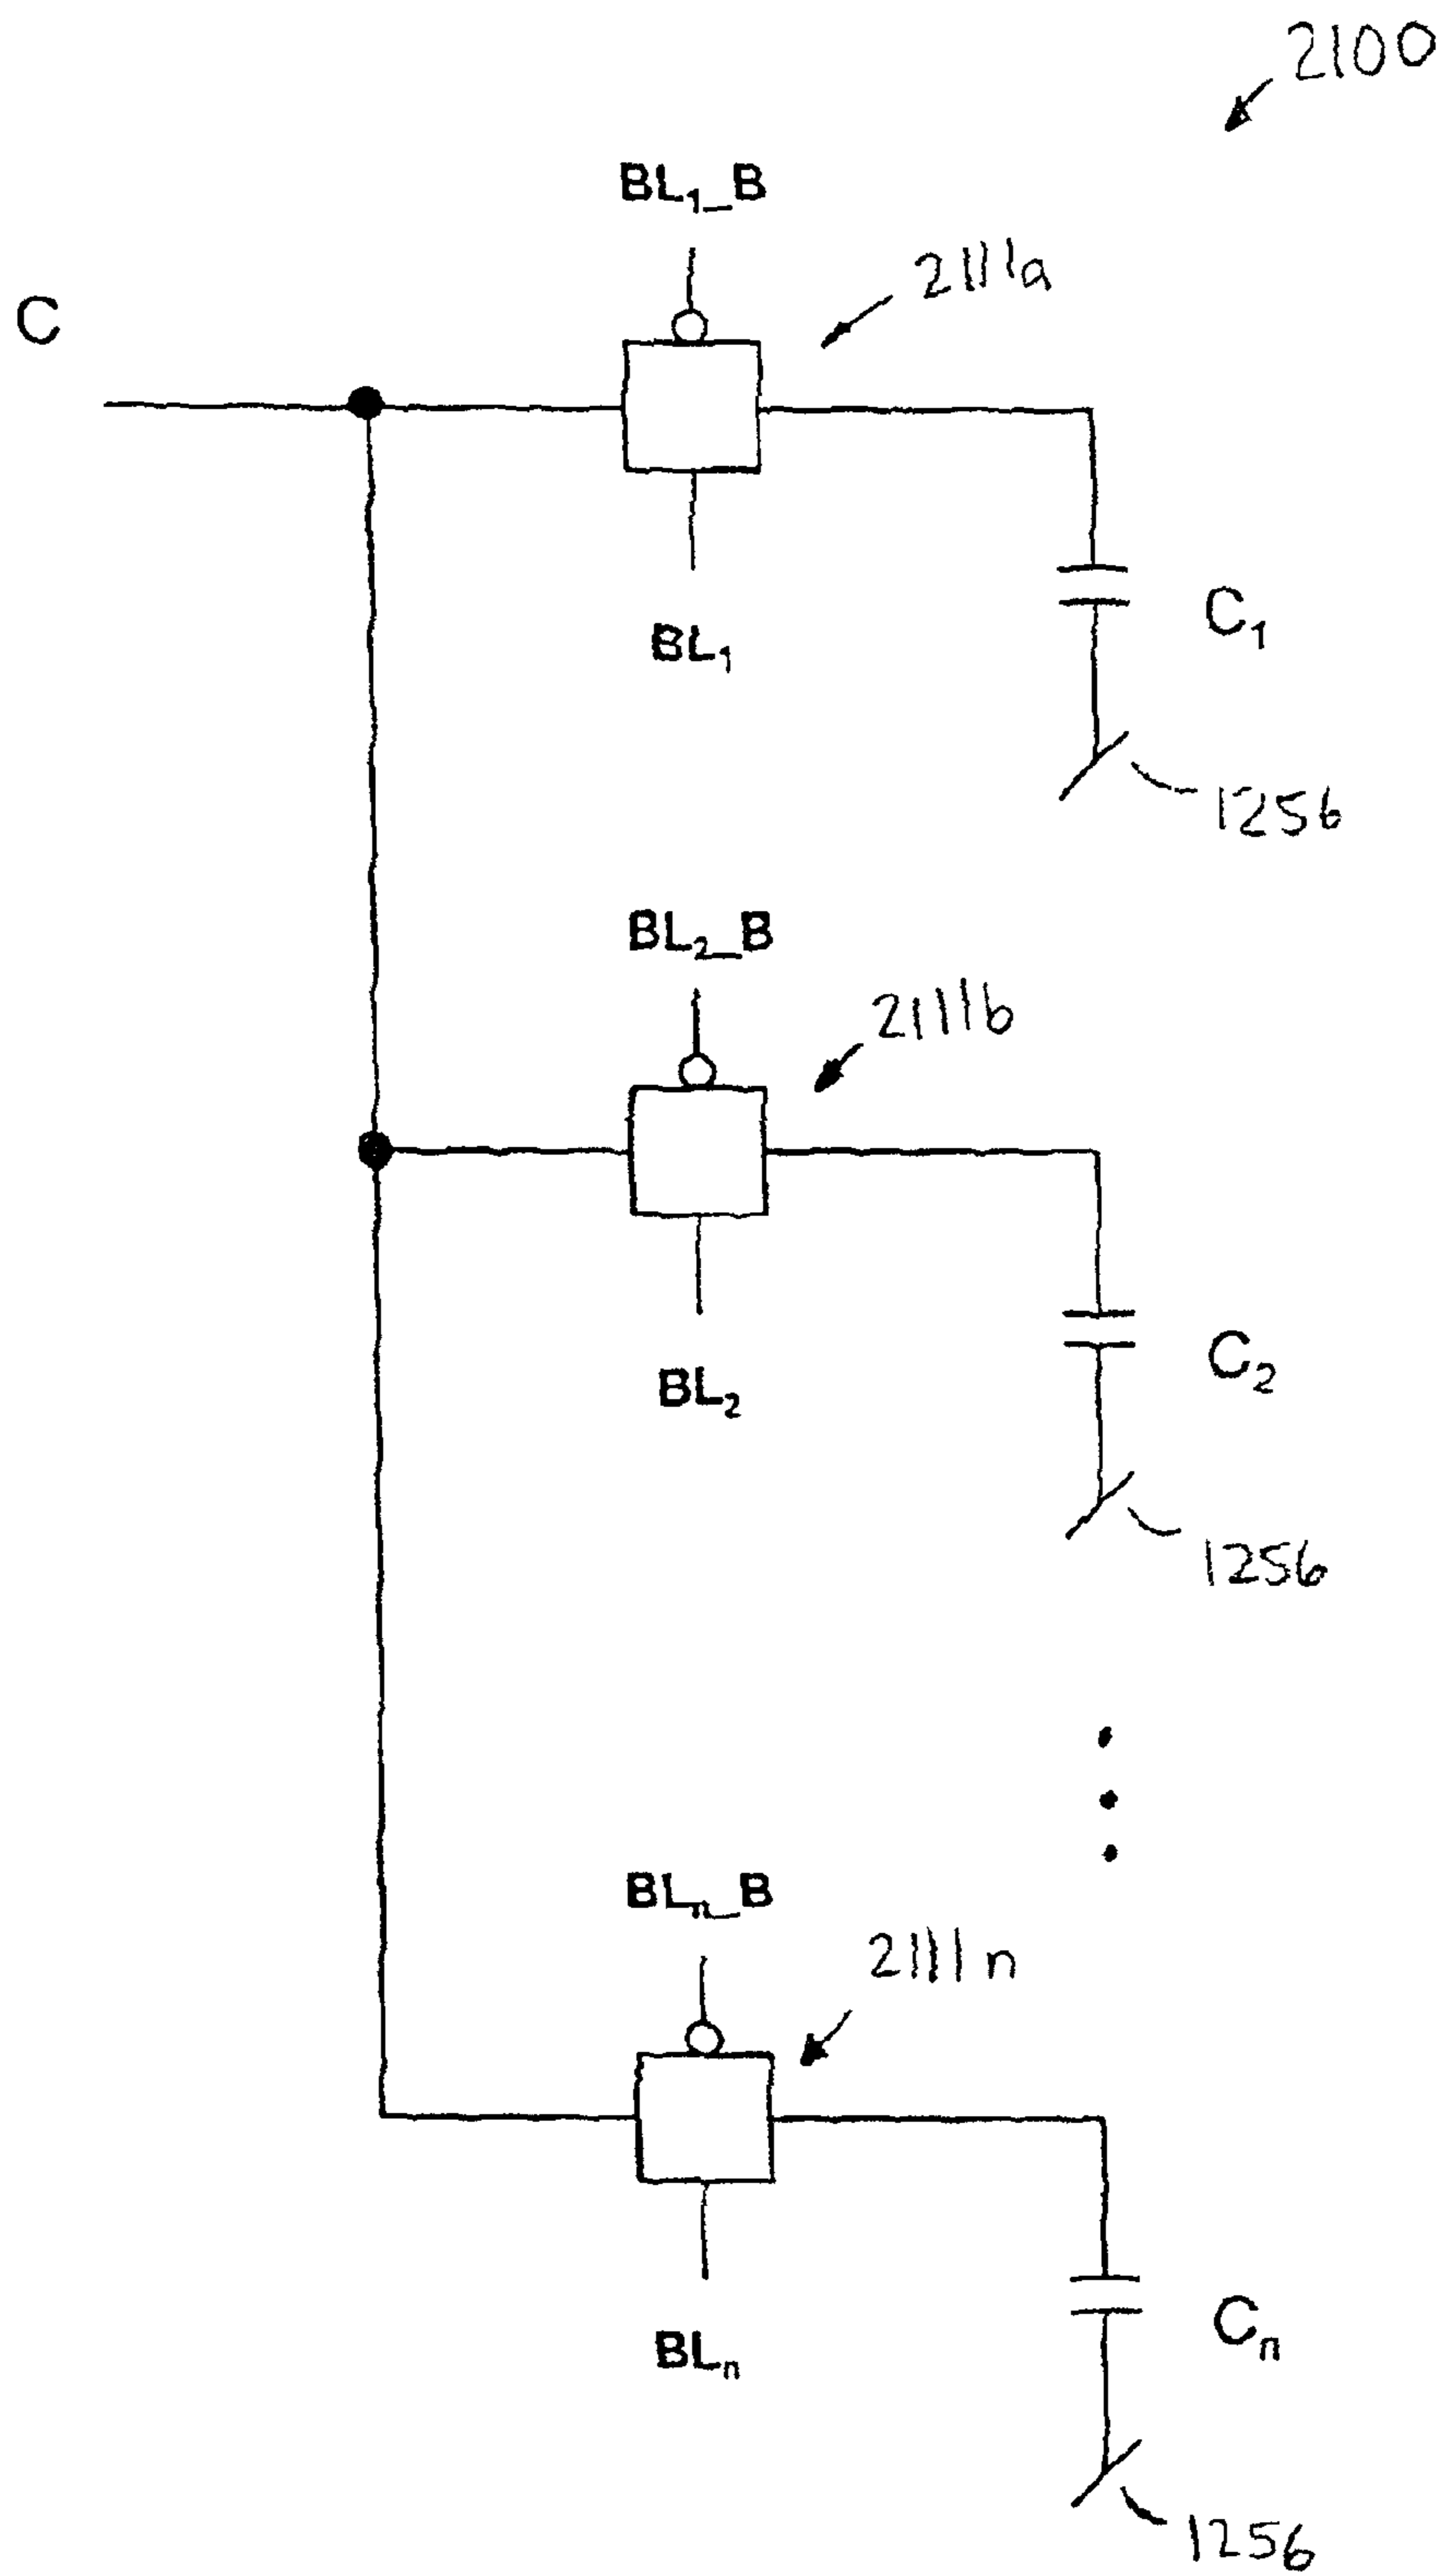 2100
BL₁_B
2111a
C
BL₁
C₁
1256
BL₂_B
2111b
BL₂
C₂
1256
BLₙ_B
2111n
BLₙ
Cₙ
1256